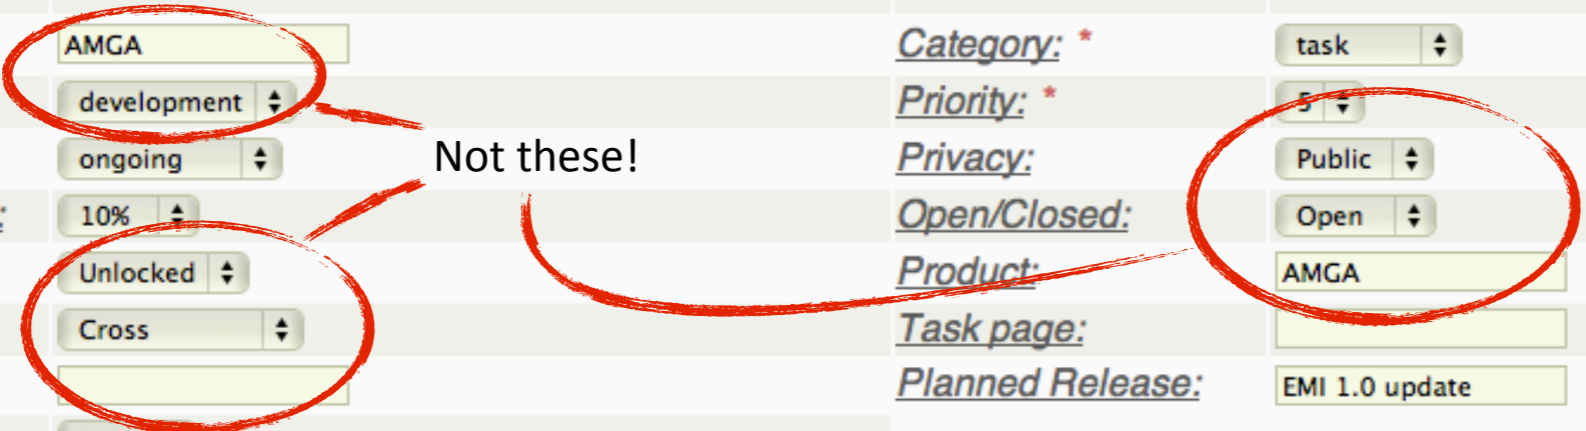 AMGA Category: * task
development Priority: * 5
ongoing Not these! Privacy: Public
10% Open/Closed: Open
Unlocked Product: AMGA
Cross Task page:
Planned Release: EMI 1.0 update